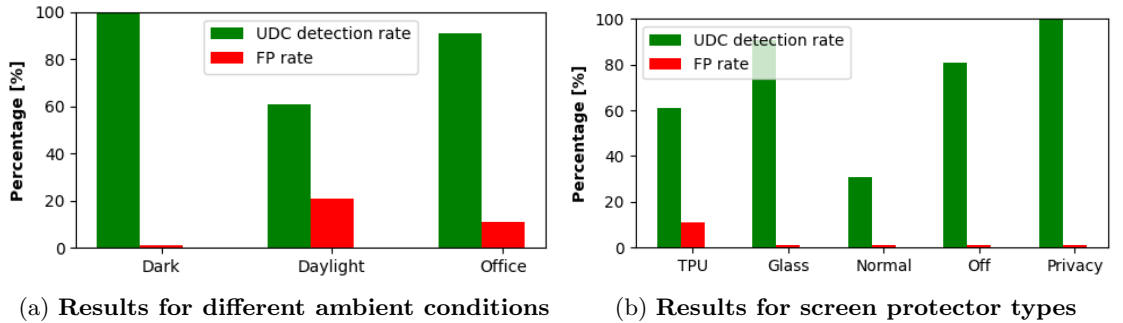 100
80
60
40
20
0
Percentage [%]
UDC detection rate
FP rate
Dark Daylight Office
(a) Results for different ambient conditions
100
80
60
40
20
0
Percentage [%]
UDC detection rate
FP rate
TPU Glass Normal Off Privacy
(b) Results for screen protector types